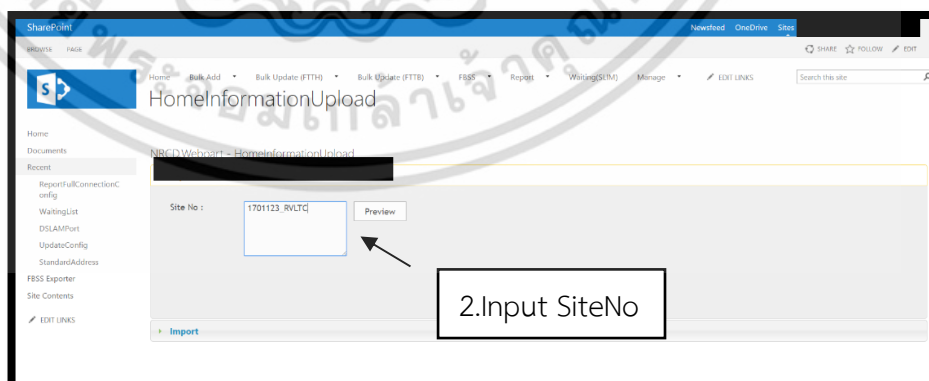 SharePoint Newsfeed OneDrive Sites
BROWSE PAGE SHARE FOLLOW EDIT
Home Bulk Add Bulk Update (FTTH) Bulk Update (FTTB) FBSS Report Waiting(SLIM) Manage EDIT LINKS Search this site
HomeInformationUpload
Home
Documents
NRCD Webpart - HomeInformationUpload
Recent
ReportFullConnectionC
onfig
WaitingList
DSLAMPort
UpdateConfig
StandardAddress
FBSS Exporter
Site Contents
EDIT LINKS
Site No :
1701123_RVLTC
Preview
2.Input SiteNo
Import